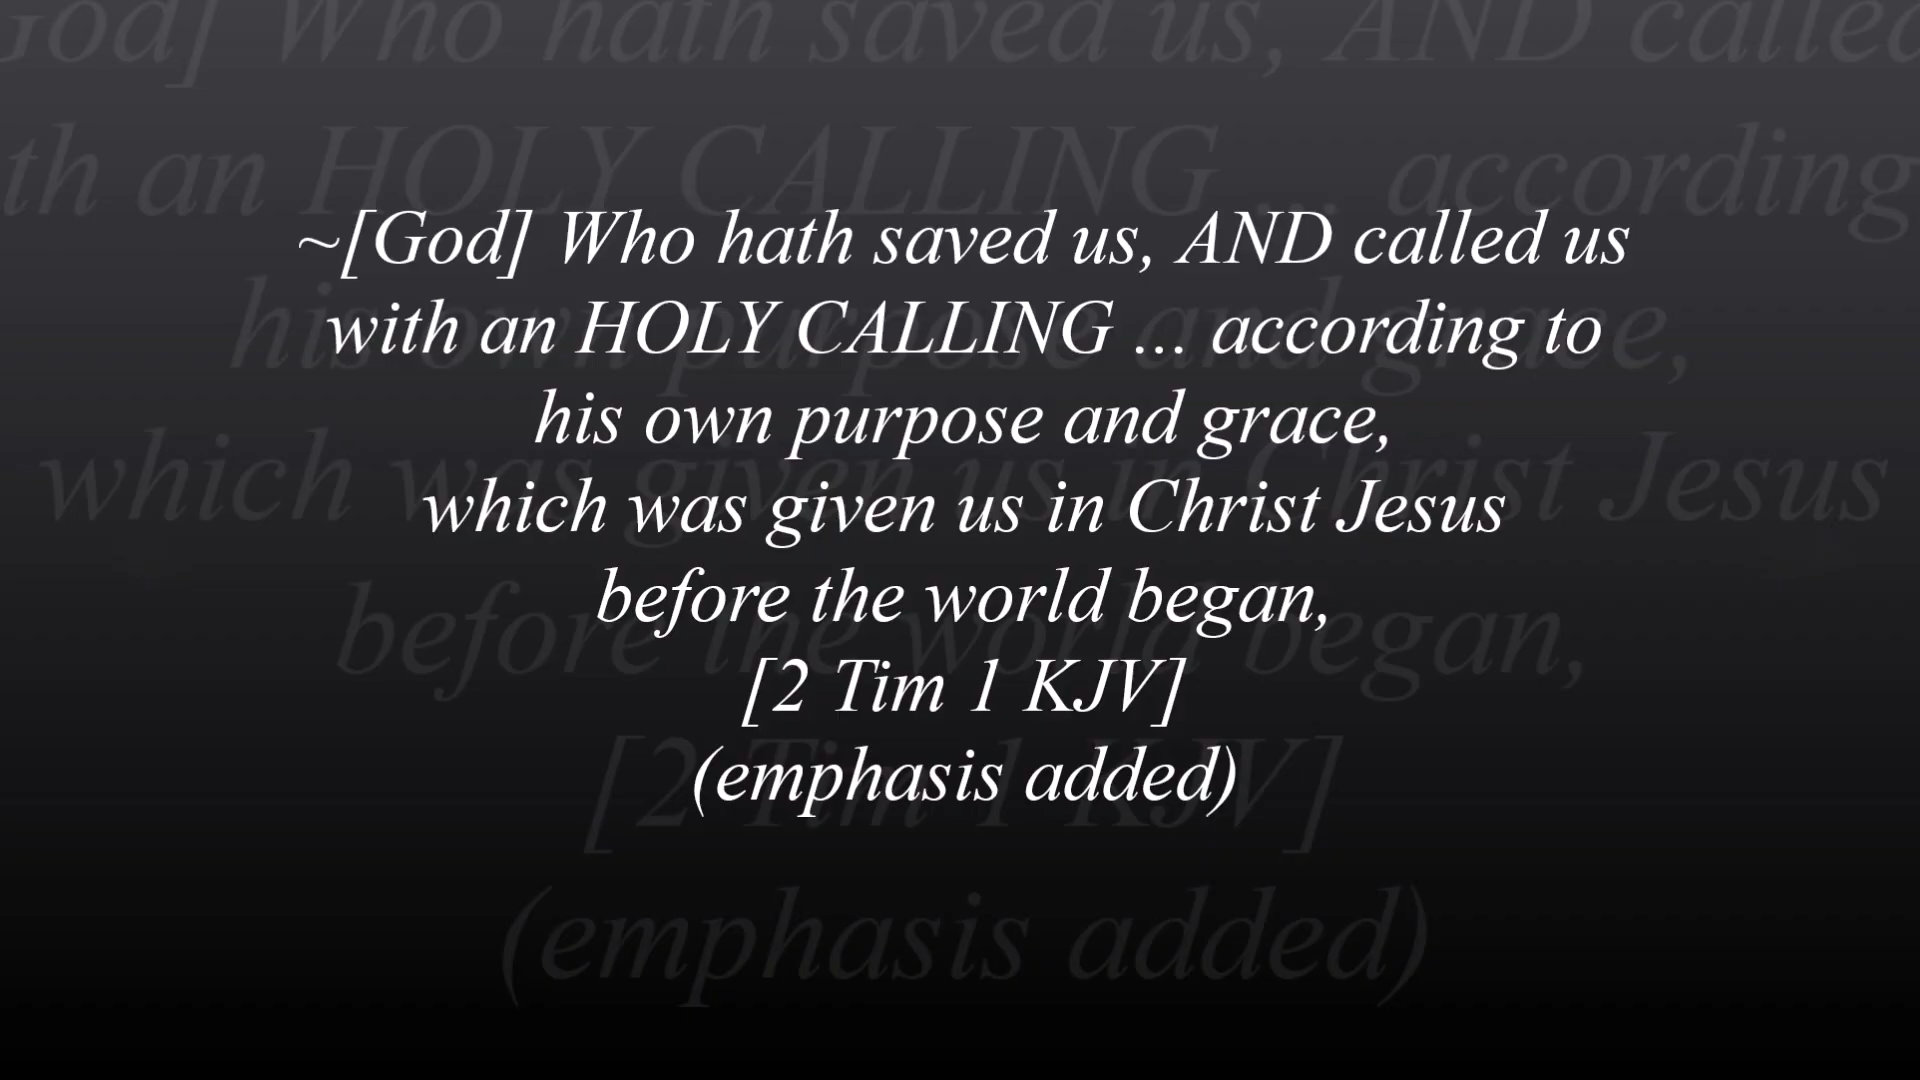 ~[God] Who hath saved us, AND called us
with an HOLY CALLING ... according to
his own purpose and grace,
which was given us in Christ Jesus
before the world began,
[2 Tim 1 KJV]
(emphasis added)